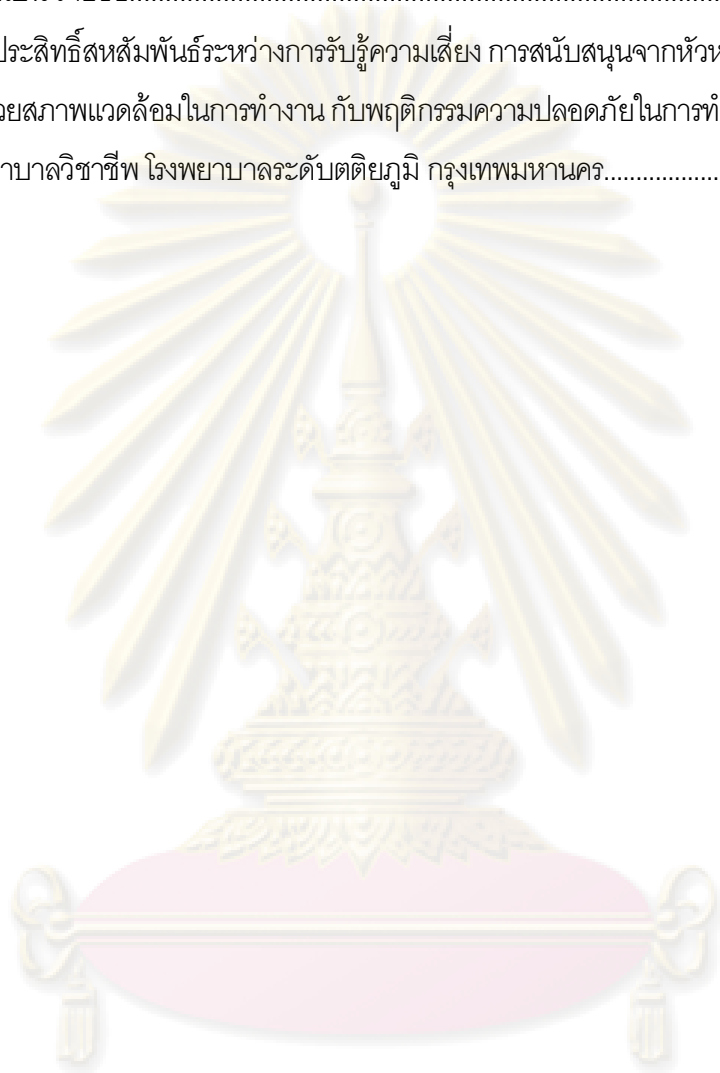 ประสิทธิ์สหสัมพันธ์ระหว่างการรับรู้ความเสี่ยง การสนับสนุนจากหัวห
ยสภาพแวดล้อมในการทำงาน กับพฤติกรรมความปลอดภัยในการทำ
าบาลวิชาชีพ โรงพยาบาลระดับตติยภูมิ กรุงเทพมหานคร..................